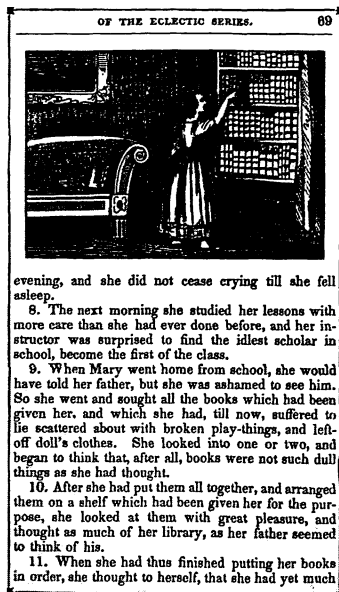 OF THE ECLECTIC SERIES. 69
evening, and she did not cease crying till she fell
asleep.
8. The next morning she studied her lessons with
more care than she had ever done before, and her in-
structor was surprised to find the idlest scholar in
school, become the first of the class.
9. When Mary went home from school, she would
have told her father, but she was ashamed to see him.
So she went and sought all the books which had been
given her, and which she had, till now, suffered to
lie scattered about with broken play-things, and left-
off doll's clothes. She looked into one or two, and
began to think that, after all, books were not such dull
things as she had thought.
10. After she had put them all together, and arranged
them on a shelf which had been given her for the pur-
pose, she looked at them with great pleasure, and
thought as much of her library, as her father seemed
to think of his.
11. When she had thus finished putting her books
in order, she thought to herself, that she had yet much